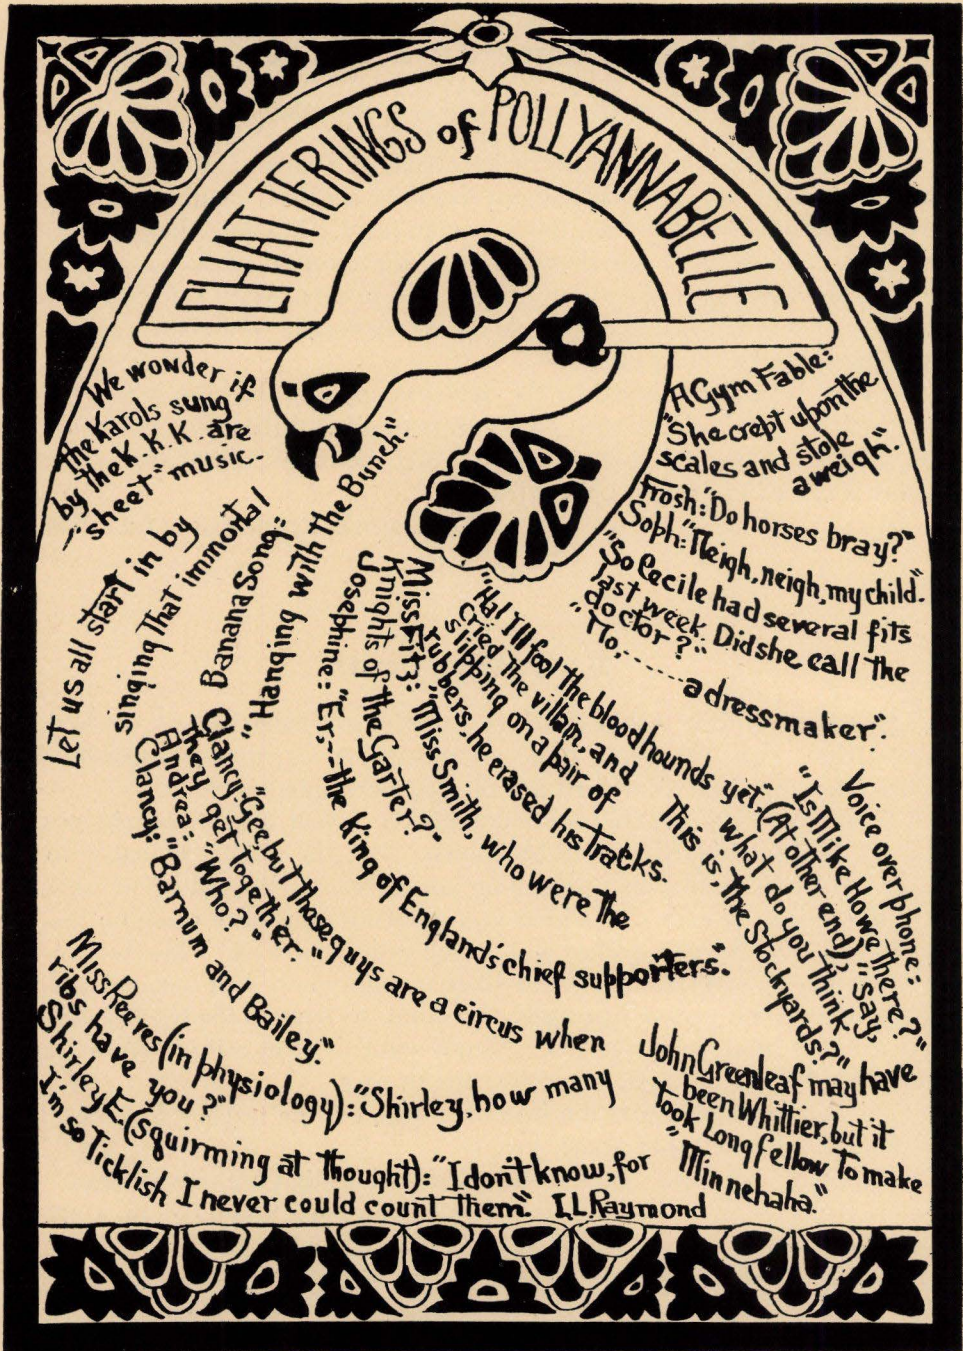 CHATTERINGS of POLLYANNABELLE
We wonder if
the Karols sung
by the K.K.K. are
"sheet" music.
Let us all start in by
singing That immortal
Banana Song:
"Hanging with the Bunch".
Clancy: "Gee, but those guys are a circus when
they get together."
Andrea: "Who?"
Clancy: "Barnum and Bailey."
Miss Fitz: "Miss Smith, who were the
Knights of the Garter?"
Josephine: "Er,--the King of England's chief supporters."
"Ha! I'll fool the bloodhounds yet,"
cried the villain, and
slipping on a pair of
rubbers, he erased his Tracks.
A Gym Fable:
"She crept upon the
scales and stole
aweigh".
Frosh: "Do horses bray?"
Soph: "Neigh, neigh, my child."
"So Cecile had several fits
last week. Did she call the
doctor?"
"No,.....a dressmaker".
Voice over phone:
"Is Mike Howe there?"
(At other end), "Say,
what do you think
This is, the Stockyards?"
Miss Reeves (in physiology): "Shirley, how many
ribs have you?"
Shirley E. (squirming at thought): "I don't know, for
I'm so Ticklish I never could count Them."
I.L. Raymond
John Greenleaf may have
been Whittier, but it
took Longfellow To make
"Minnehaha."